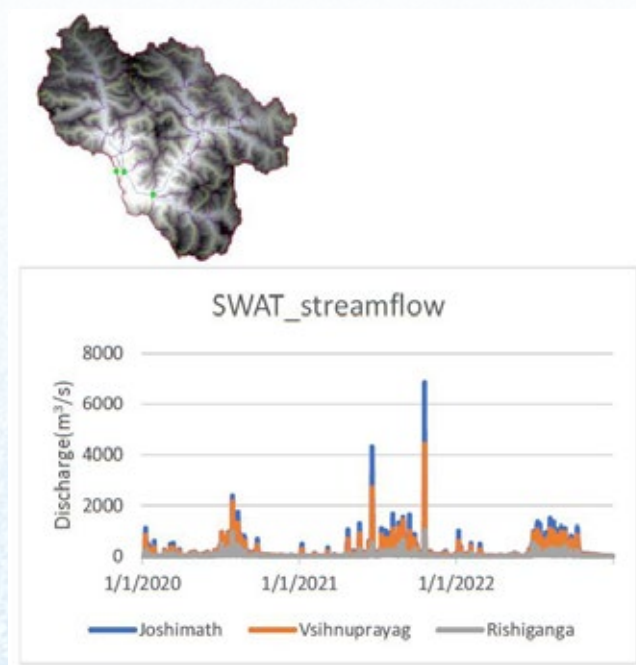 SWAT_streamflow
8000
6000
4000
2000
0
Discharge(m³/s)
1/1/2020 1/1/2021 1/1/2022
Joshimath Vsihnuprayag Rishiganga